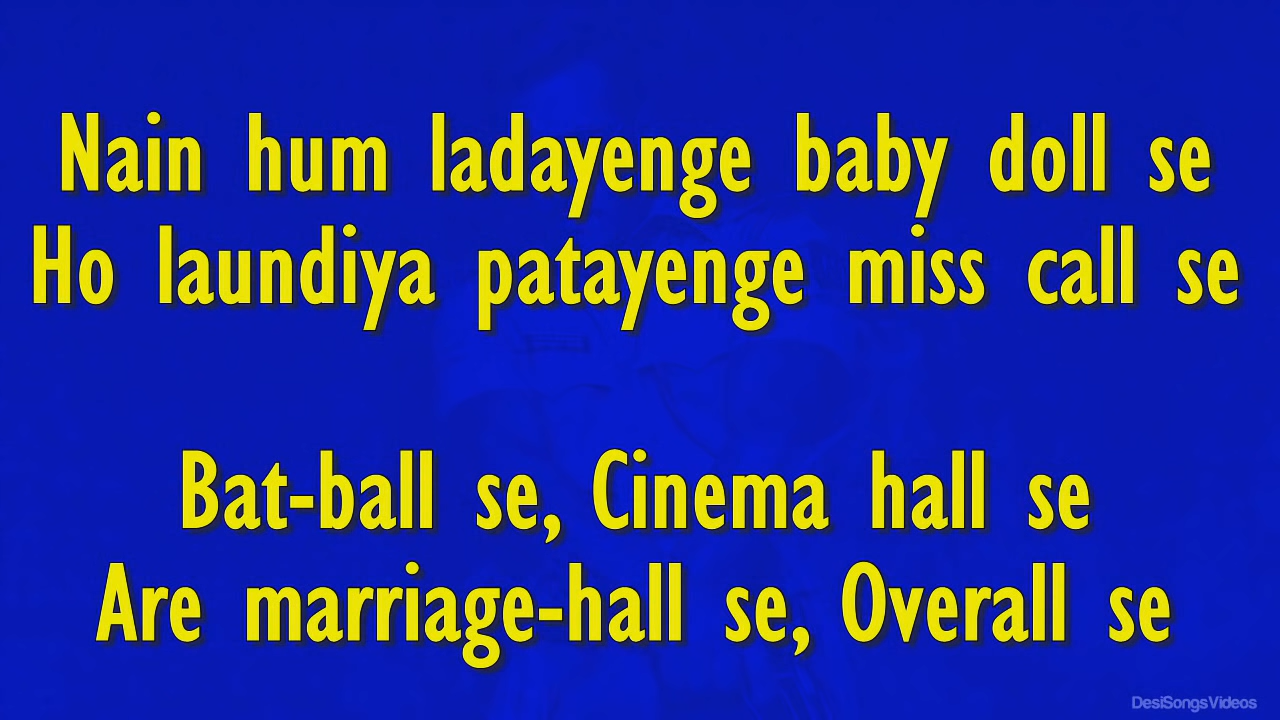 Nain hum ladayenge baby doll se
Ho laundiya patayenge miss call se
Bat-ball se, Cinema hall se
Are marriage-hall se, Overall se
DesiSongsVideos